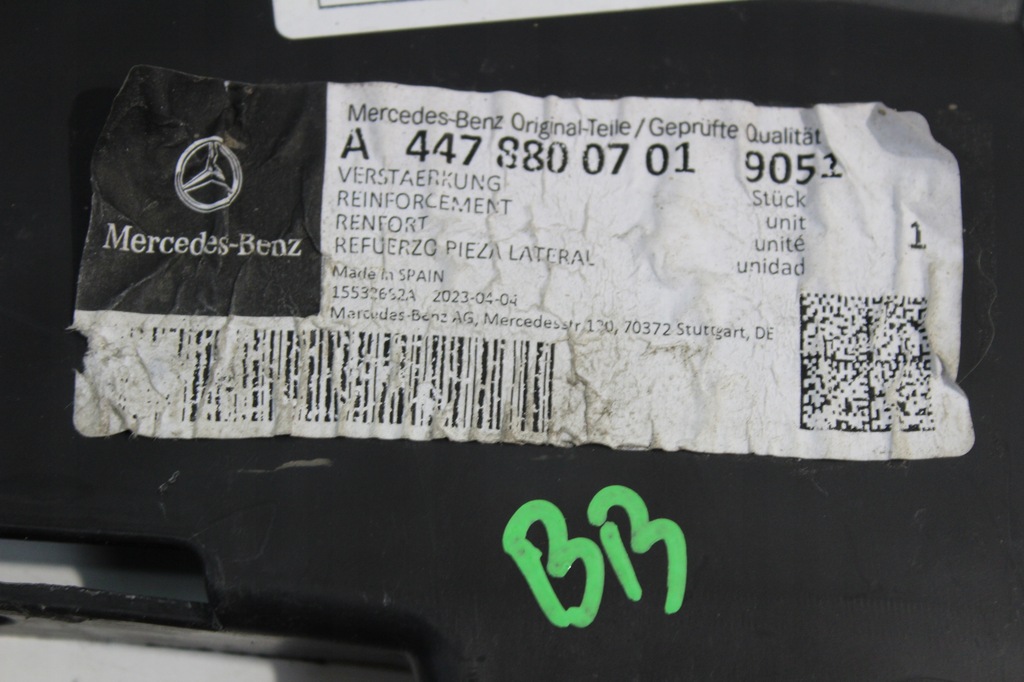 Mercedes-Benz
Mercedes-Benz Original-Teile/Geprüfte Qualität
A 447 880 07 01 9051
VERSTAERKUNG Stück
REINFORCEMENT unit 1
RENFORT unité
REFUERZO PIEZA LATERAL unidad
Made in SPAIN
2023-04-04
Mercedes-Benz AG, Mercedesstr.120, 70372 Stuttgart, DE
BB